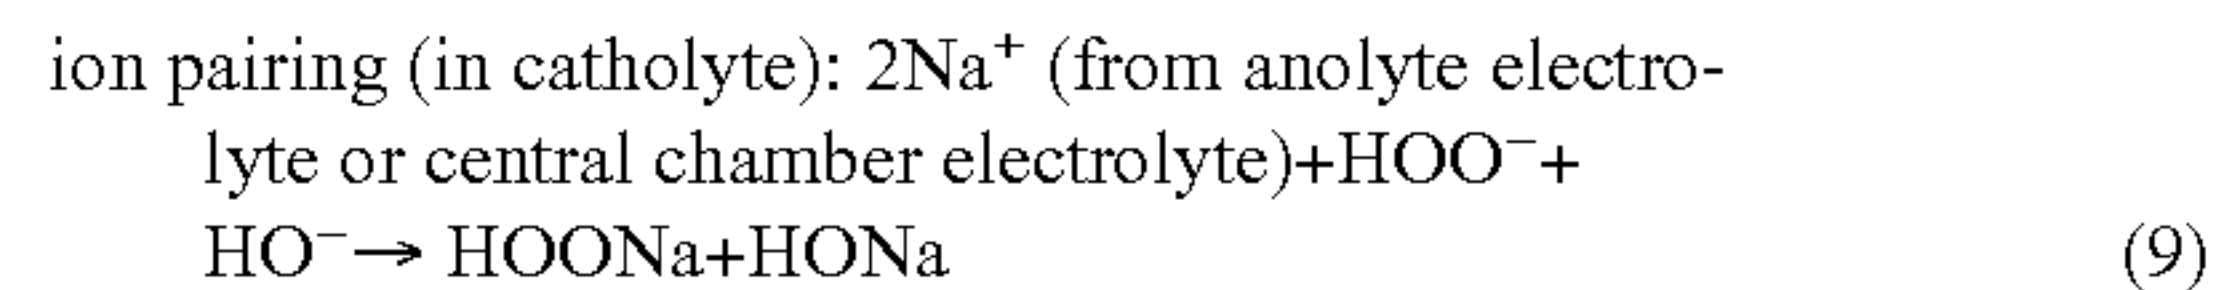 ion pairing (in catholyte): 2Na⁺ (from anolyte electro-
lyte or central chamber electrolyte)+HOO⁻+
HO⁻→ HOONa+HONa (9)